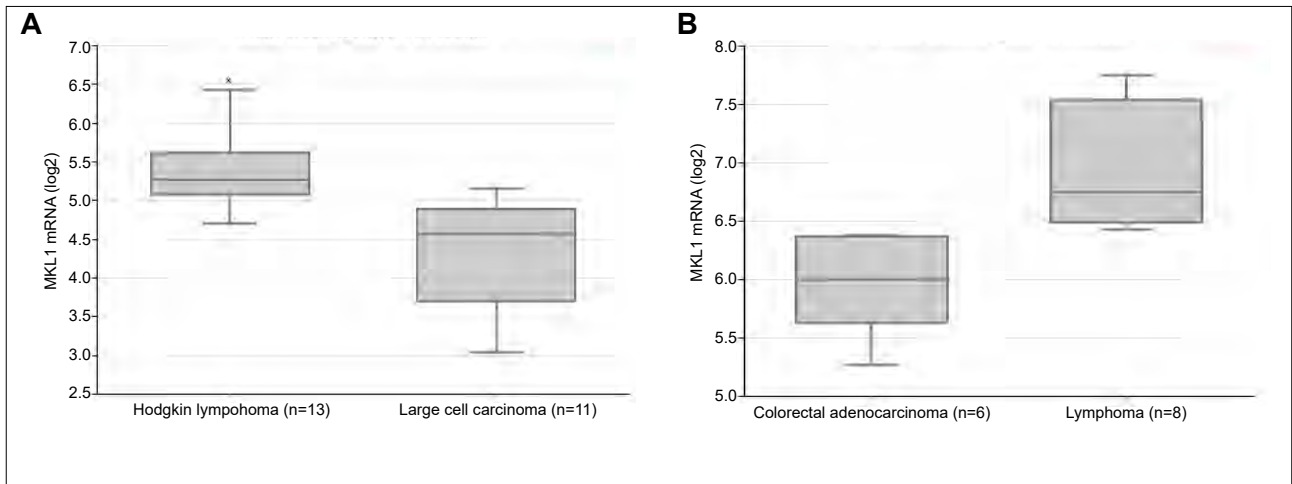 A
MKL1 mRNA (log2)
7.0
6.5
6.0
5.5
5.0
4.5
4.0
3.5
3.0
2.5
*
Hodgkin lympohoma (n=13)
Large cell carcinoma (n=11)
B
MKL1 mRNA (log2)
8.0
7.5
7.0
6.5
6.0
5.5
5.0
Colorectal adenocarcinoma (n=6)
Lymphoma (n=8)